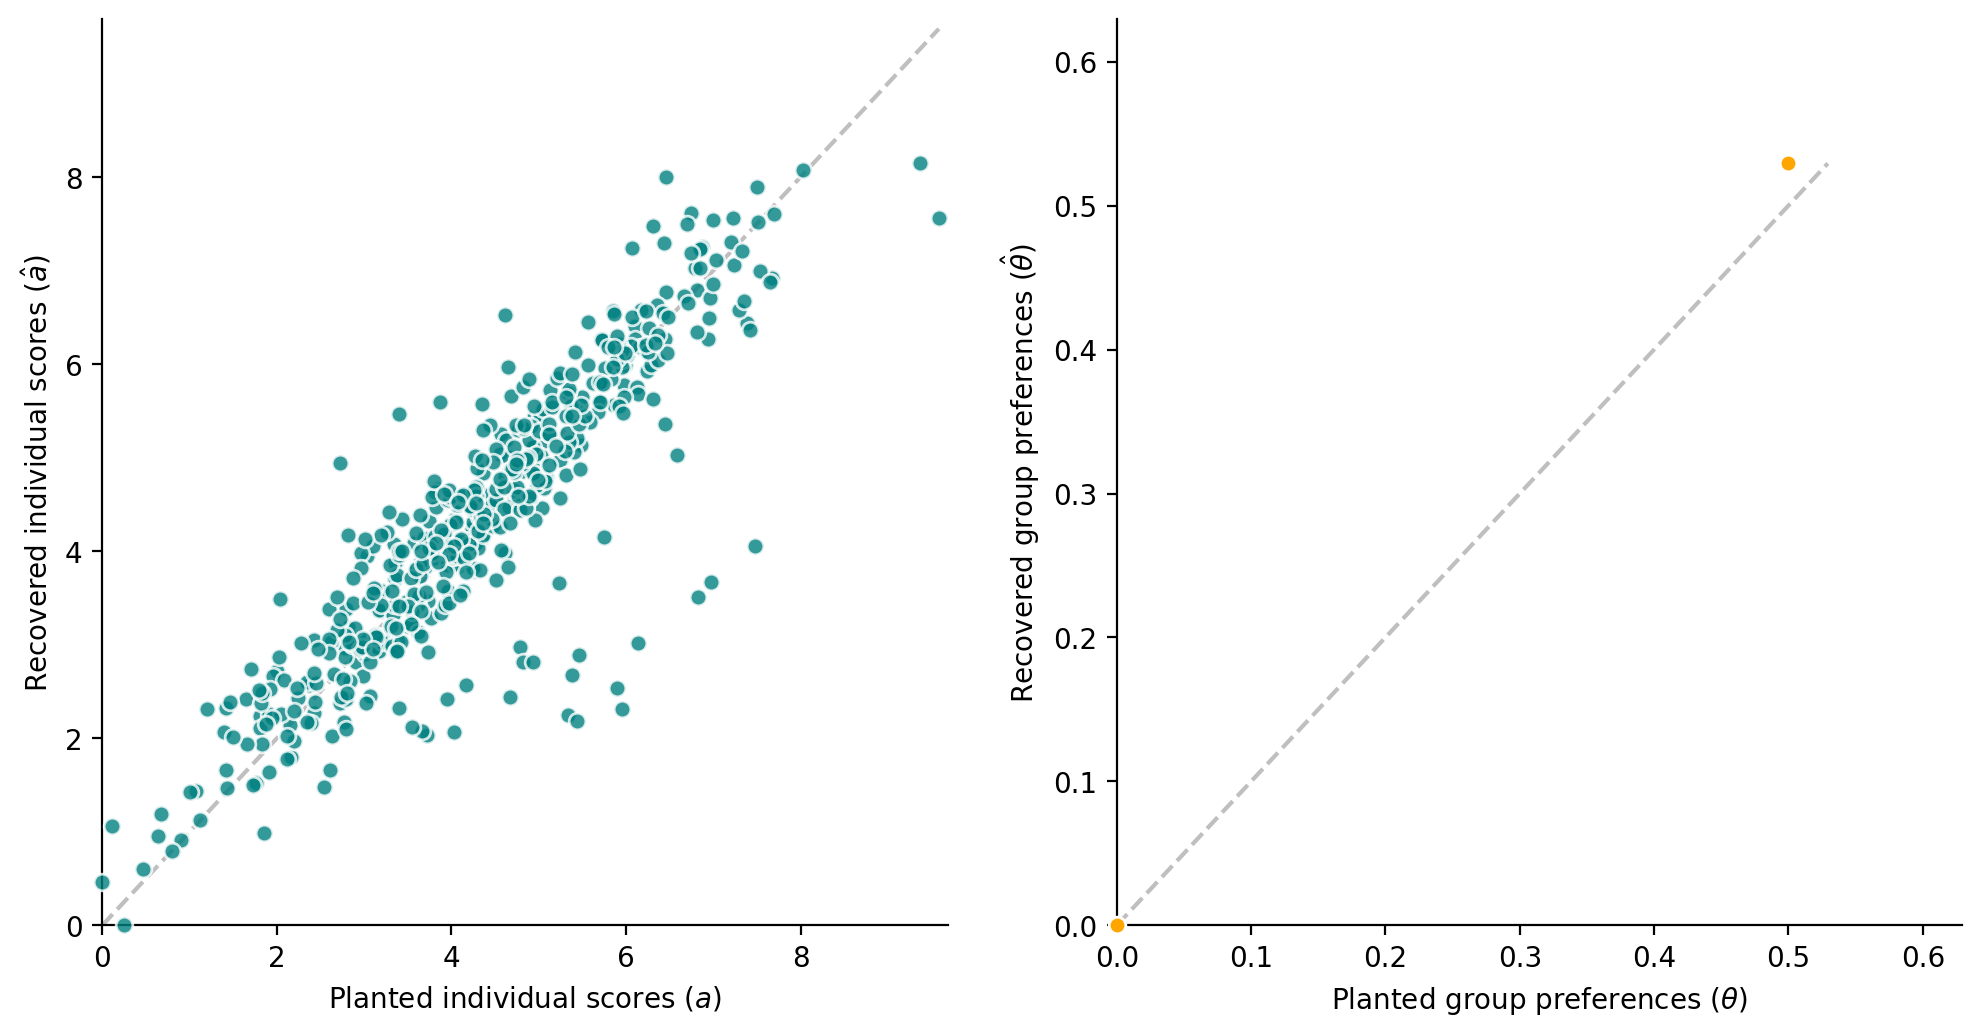 8
6
4
2
0
0 2 4 6 8
Recovered individual scores (â)
Planted individual scores (a)
0.6
0.5
0.4
0.3
0.2
0.1
0.0
0.0 0.1 0.2 0.3 0.4 0.5 0.6
Recovered group preferences (θ̂)
Planted group preferences (θ)